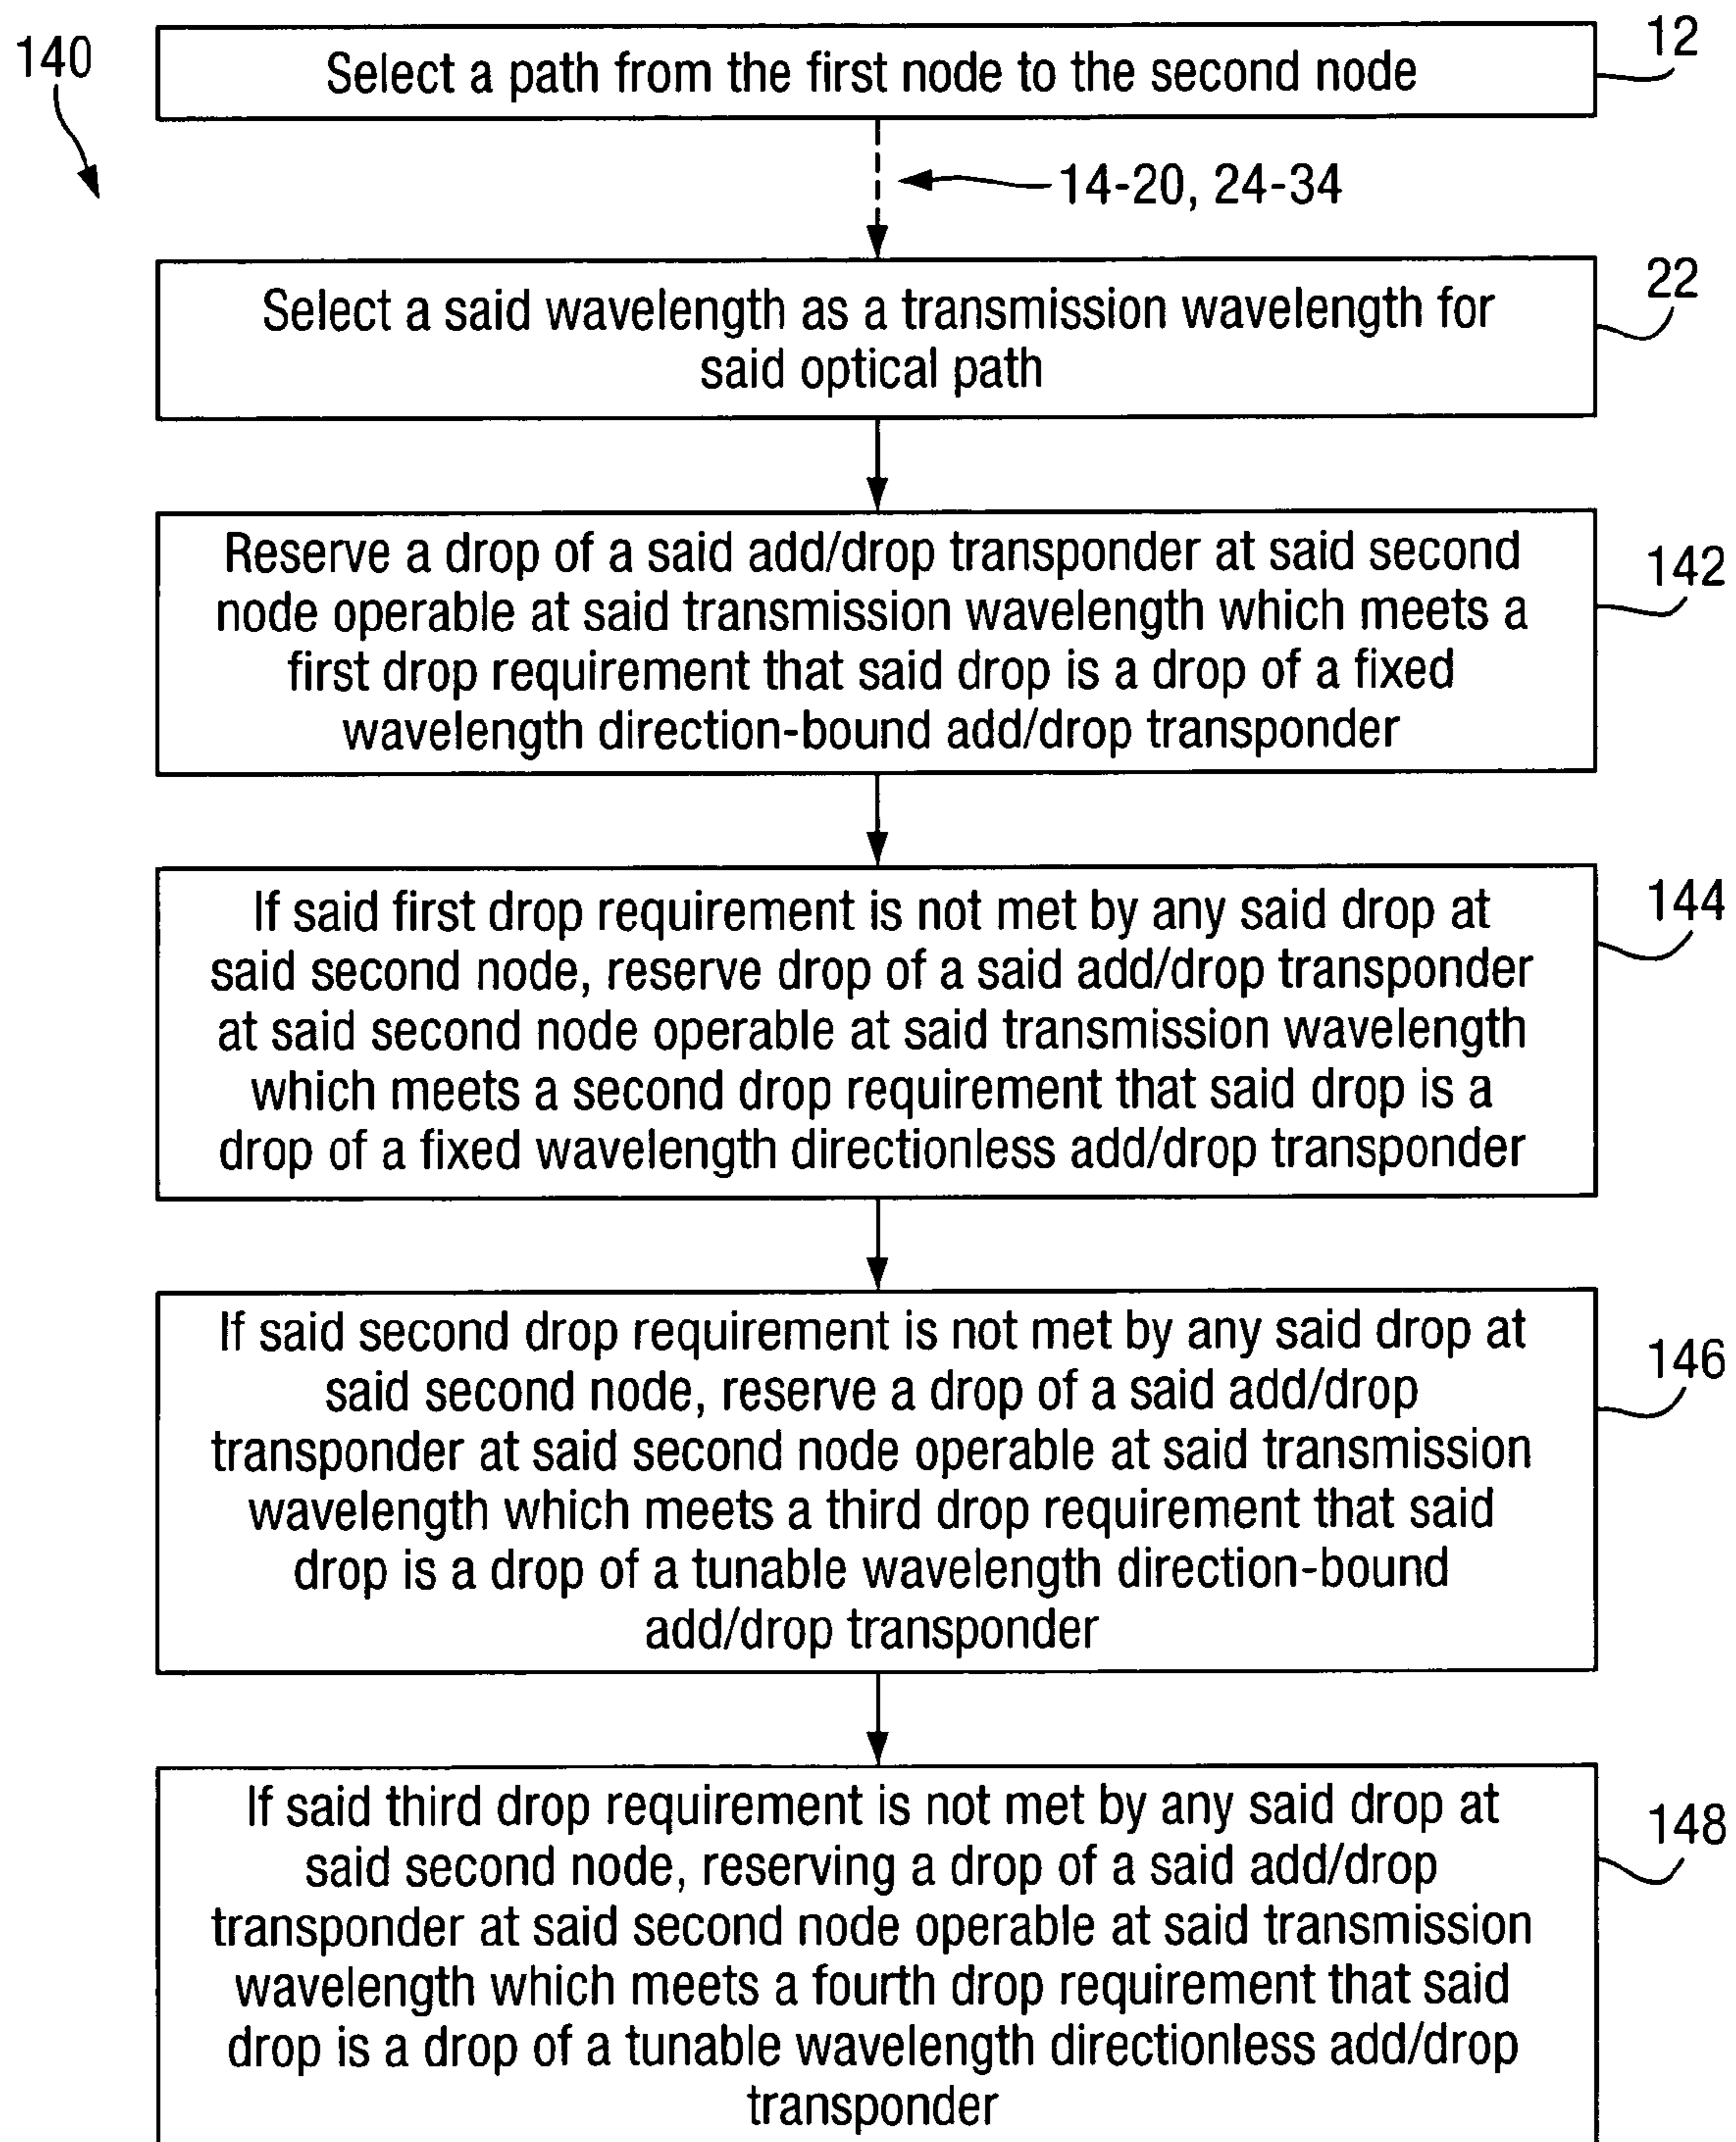 140
Select a path from the first node to the second node
12
14-20, 24-34
Select a said wavelength as a transmission wavelength for
said optical path
22
Reserve a drop of a said add/drop transponder at said second
node operable at said transmission wavelength which meets a
first drop requirement that said drop is a drop of a fixed
wavelength direction-bound add/drop transponder
142
If said first drop requirement is not met by any said drop at
said second node, reserve drop of a said add/drop transponder
at said second node operable at said transmission wavelength
which meets a second drop requirement that said drop is a
drop of a fixed wavelength directionless add/drop transponder
144
If said second drop requirement is not met by any said drop at
said second node, reserve a drop of a said add/drop
transponder at said second node operable at said transmission
wavelength which meets a third drop requirement that said
drop is a drop of a tunable wavelength direction-bound
add/drop transponder
146
If said third drop requirement is not met by any said drop at
said second node, reserving a drop of a said add/drop
transponder at said second node operable at said transmission
wavelength which meets a fourth drop requirement that said
drop is a drop of a tunable wavelength directionless add/drop
transponder
148